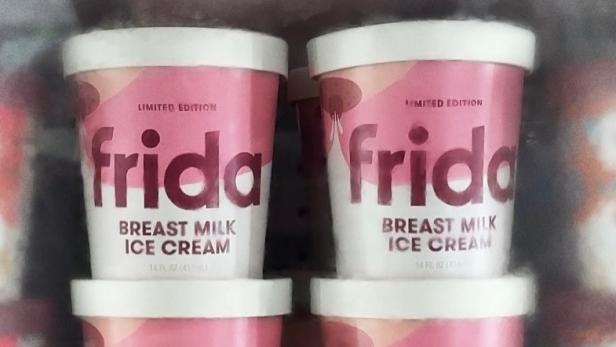 LIMITED EDITION
frida
BREAST MILK
ICE CREAM
LIMITED EDITION
frida
BREAST MILK
ICE CREAM